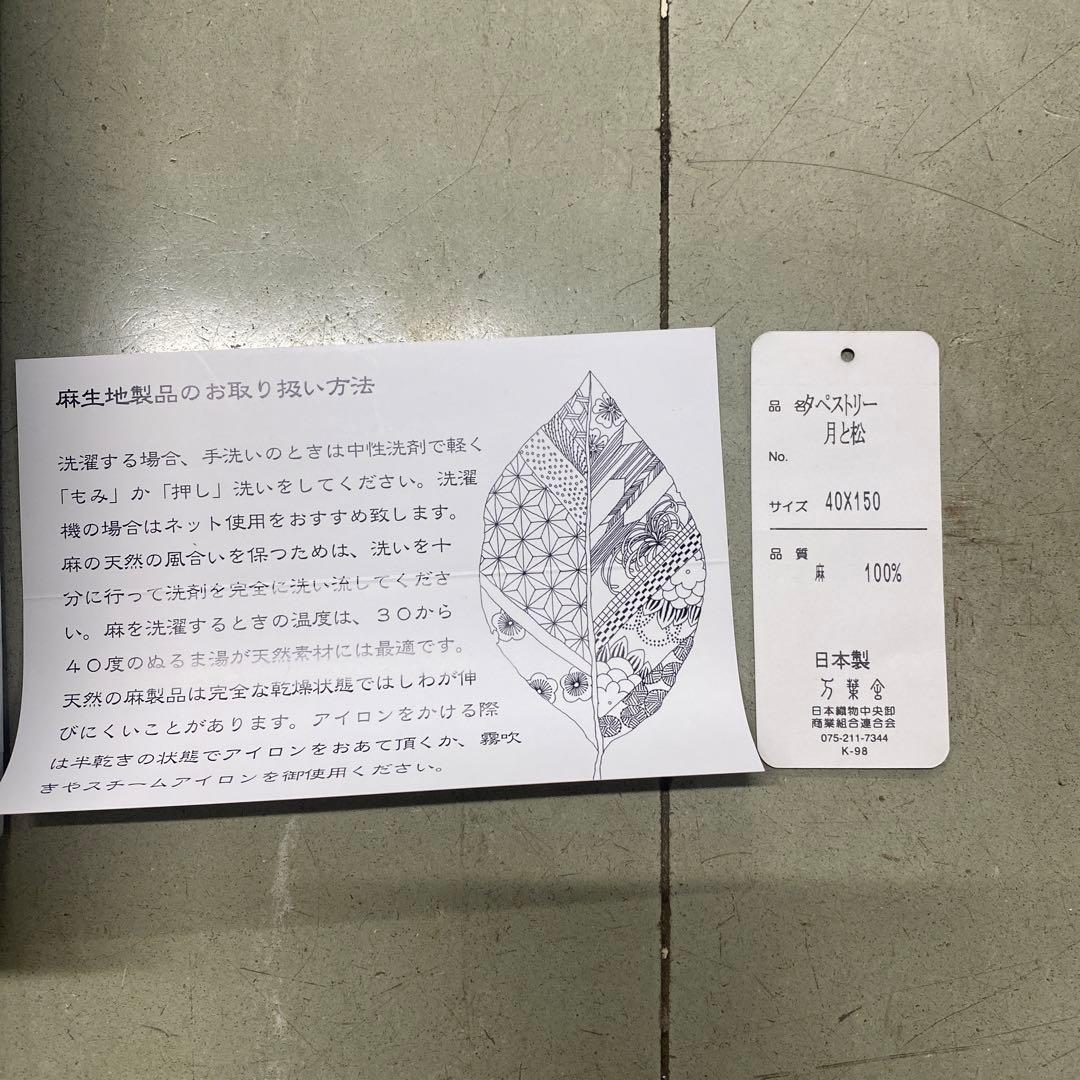 麻生地製品のお取り扱い方法
洗濯する場合、手洗いのときは中性洗剤で軽く
「もみ」か「押し」洗いをしてください。洗濯
機の場合はネット使用をおすすめ致します。
麻の天然の風合いを保つためは、洗いを十
分に行って洗剤を完全に洗い流してくださ
い。麻を洗濯するときの温度は、30から
40度のぬるま湯が天然素材には最適です。
天然の麻製品は完全な乾燥状態ではしわが伸
びにくいことがあります。アイロンをかける際
は半乾きの状態でアイロンをおあて頂くか、霧吹
きやスチームアイロンを御使用ください。
品 名 タペストリー
月と松
No.
サイズ 40X150
品 質
麻 100%
日本製
万葉舎
日本織物中央卸
商業組合連合会
075-211-7344
K-98